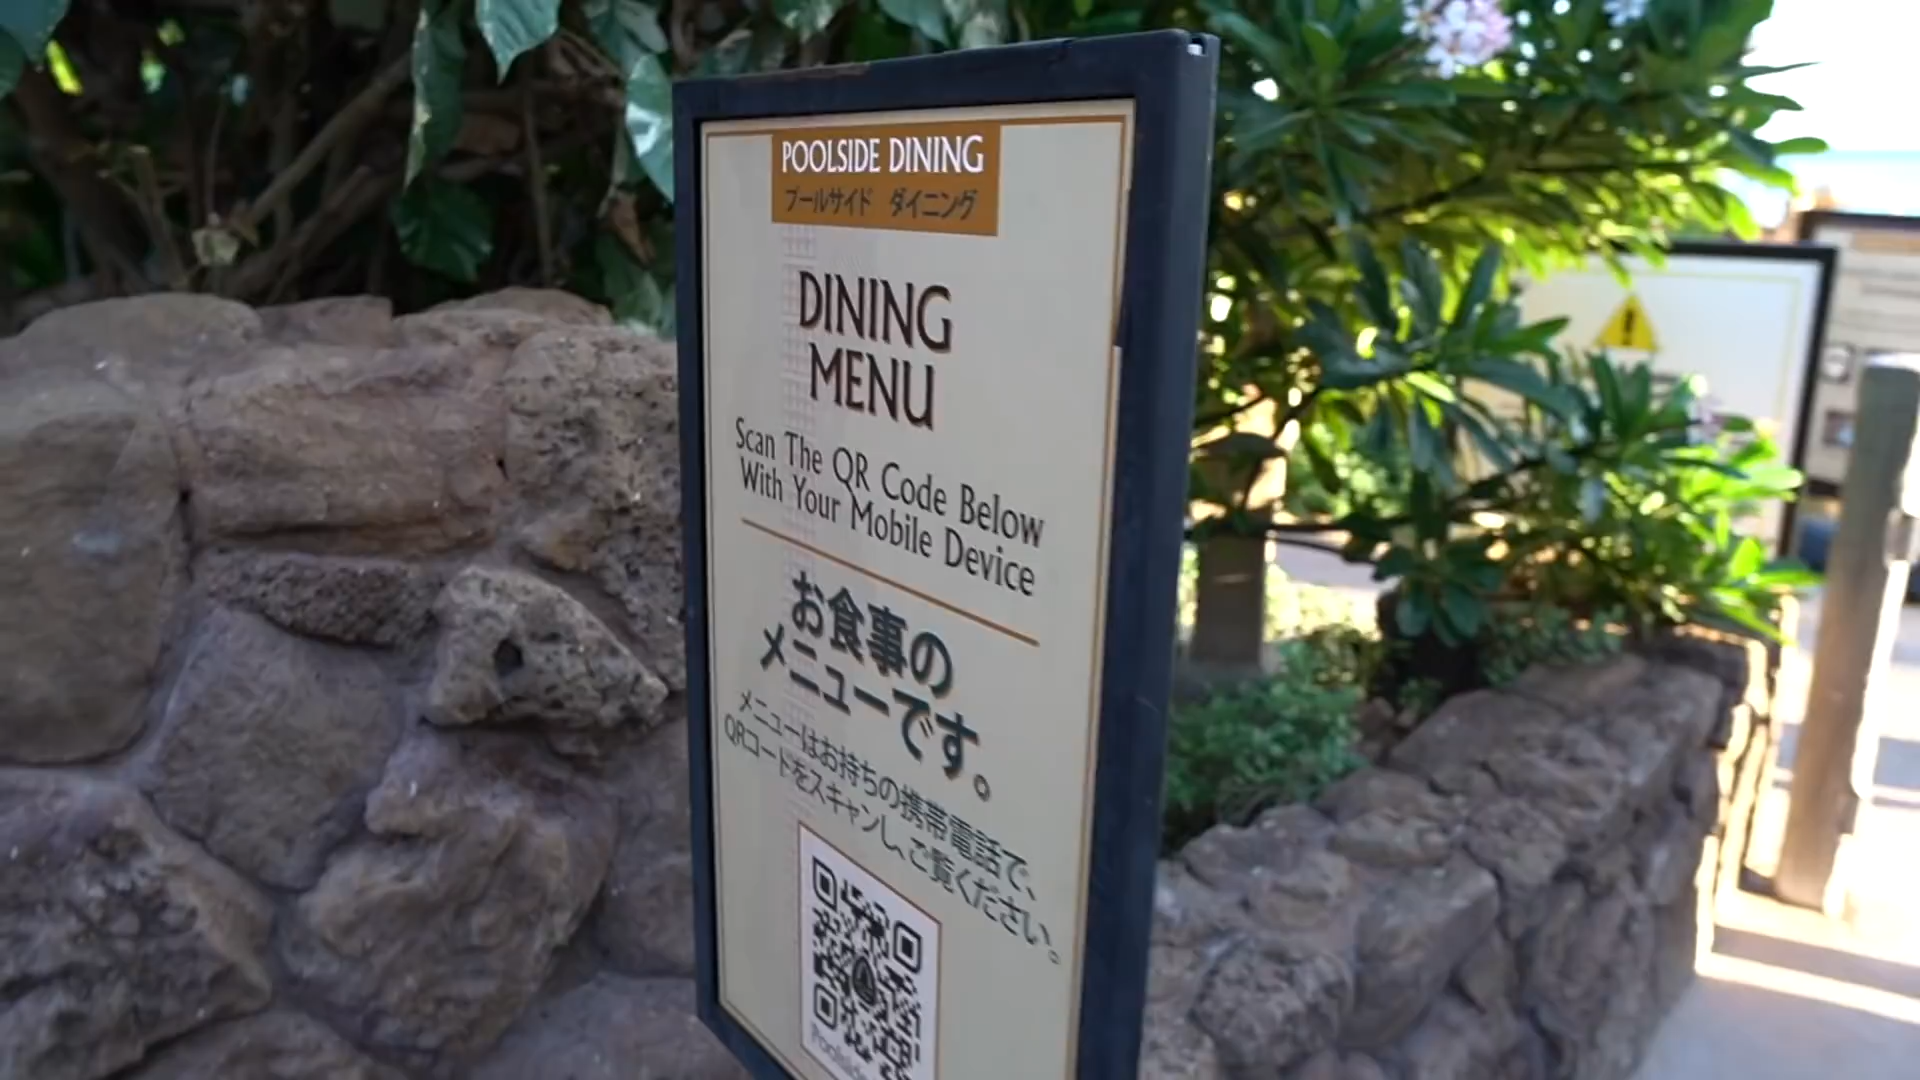 POOLSIDE DINING
プールサイド ダイニング
DINING
MENU
Scan The QR Code Below
With Your Mobile Device
お食事の
メニューです。
メニューはお持ちの携帯電話で、
QRコードをスキャンし、ご覧ください。
Poolside